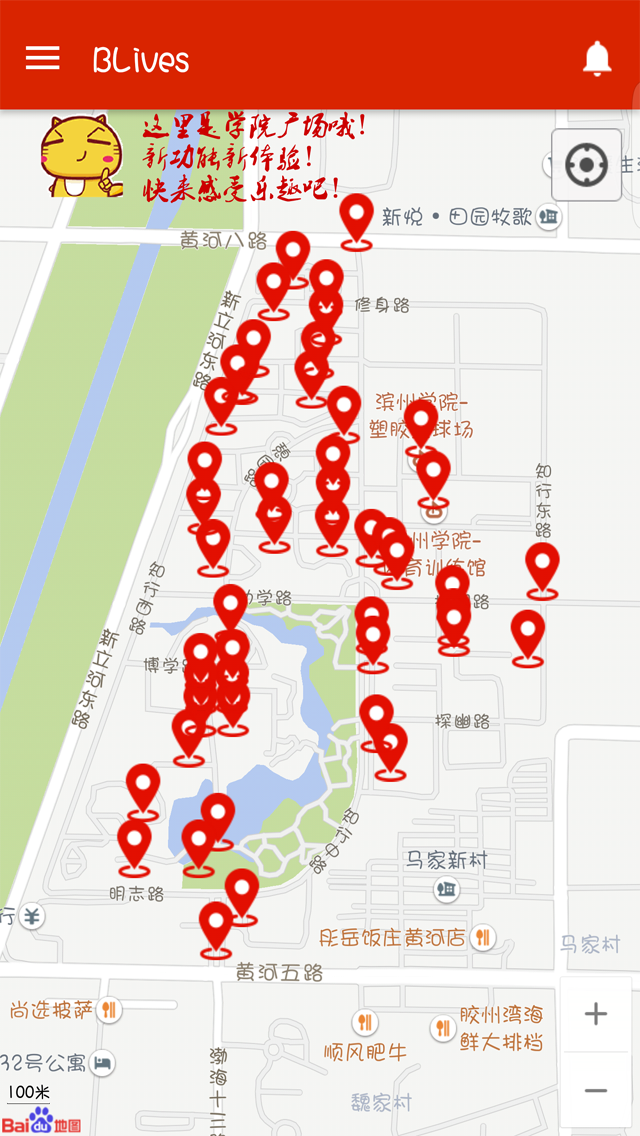 BLives
这里是学院广场哦！
新功能新体验！
快来感受乐趣吧！
新悦·田园牧歌
黄河八路
修身路
新立河东路
滨州学院-
塑胶
球场
知行东路
州学院-
育训练馆
知行西路
学路
博学
新立河东路
探幽路
知行中路
马家新村
明志路
行
彤岳饭庄黄河店
马家村
黄河五路
尚选披萨
胶州湾海
鲜大排档
顺风肥牛
32号公寓
渤海十三路
魏家村
100米
Bai du 地图